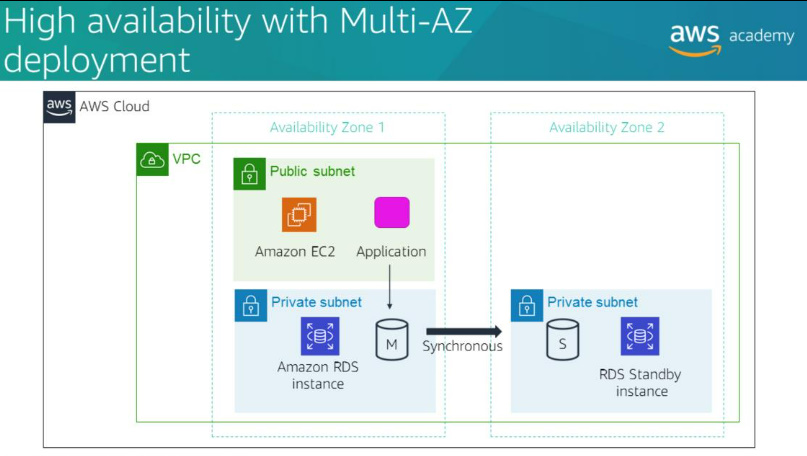 High availability with Multi-AZ
deployment
aws academy
aws AWS Cloud
Availability Zone 1
Availability Zone 2
VPC
Public subnet
Amazon EC2
Application
Private subnet
Private subnet
M
Synchronous
S
Amazon RDS
instance
RDS Standby
instance